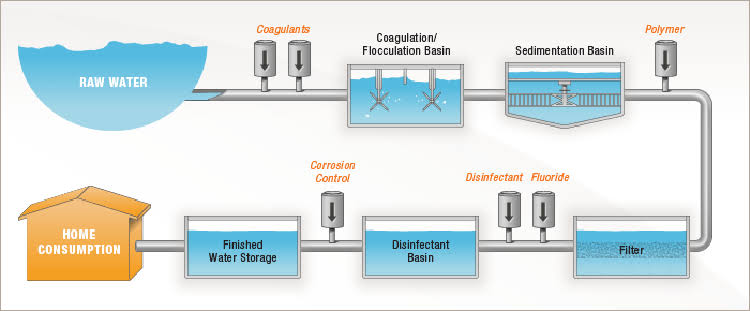 Coagulants
Coagulation/
Flocculation Basin
Sedimentation Basin
Polymer
RAW WATER
Corrosion
Control
Disinfectant
Fluoride
HOME
CONSUMPTION
Finished
Water Storage
Disinfectant
Basin
Filter